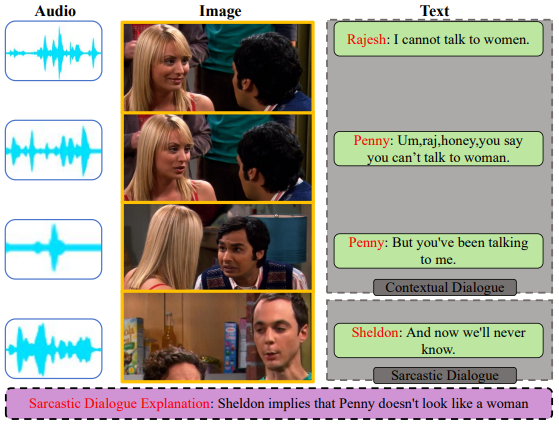 Audio Image Text
Rajesh: I cannot talk to women.
Penny: Um,raj,honey,you say
you can't talk to woman.
Penny: But you've been talking
to me.
Contextual Dialogue
Sheldon: And now we'll never
know.
Sarcastic Dialogue
Sarcastic Dialogue Explanation: Sheldon implies that Penny doesn't look like a woman